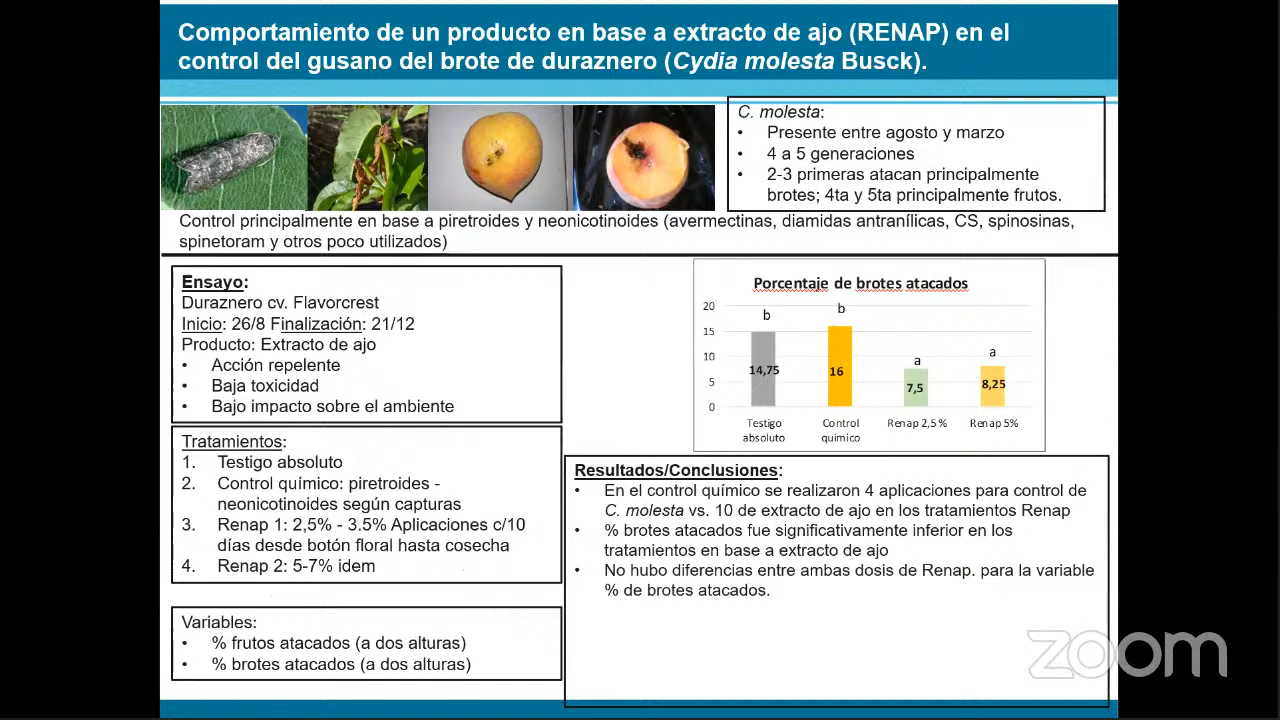 Comportamiento de un producto en base a extracto de ajo (RENAP) en el
control del gusano del brote de duraznero (Cydia molesta Busck).
C. molesta:
• Presente entre agosto y marzo
• 4 a 5 generaciones
• 2-3 primeras atacan principalmente
brotes; 4ta y 5ta principalmente frutos.
Control principalmente en base a piretroides y neonicotinoides (avermectinas, diamidas antranílicas, CS, spinosinas,
spinetoram y otros poco utilizados)
Ensayo:
Duraznero cv. Flavorcrest
Inicio: 26/8 Finalización: 21/12
Producto: Extracto de ajo
• Acción repelente
• Baja toxicidad
• Bajo impacto sobre el ambiente
Tratamientos:
1. Testigo absoluto
2. Control químico: piretroides -
neonicotinoides según capturas
3. Renap 1: 2,5% - 3.5% Aplicaciones c/10
días desde botón floral hasta cosecha
4. Renap 2: 5-7% idem
Variables:
• % frutos atacados (a dos alturas)
• % brotes atacados (a dos alturas)
Porcentaje de brotes atacados
20
15
10
5
0
b
b
a
a
14,75
16
7,5
8,25
Testigo
absoluto
Control
químico
Renap 2,5 %
Renap 5%
Resultados/Conclusiones:
• En el control químico se realizaron 4 aplicaciones para control de
C. molesta vs. 10 de extracto de ajo en los tratamientos Renap
• % brotes atacados fue significativamente inferior en los
tratamientos en base a extracto de ajo
• No hubo diferencias entre ambas dosis de Renap. para la variable
% de brotes atacados.
zoom